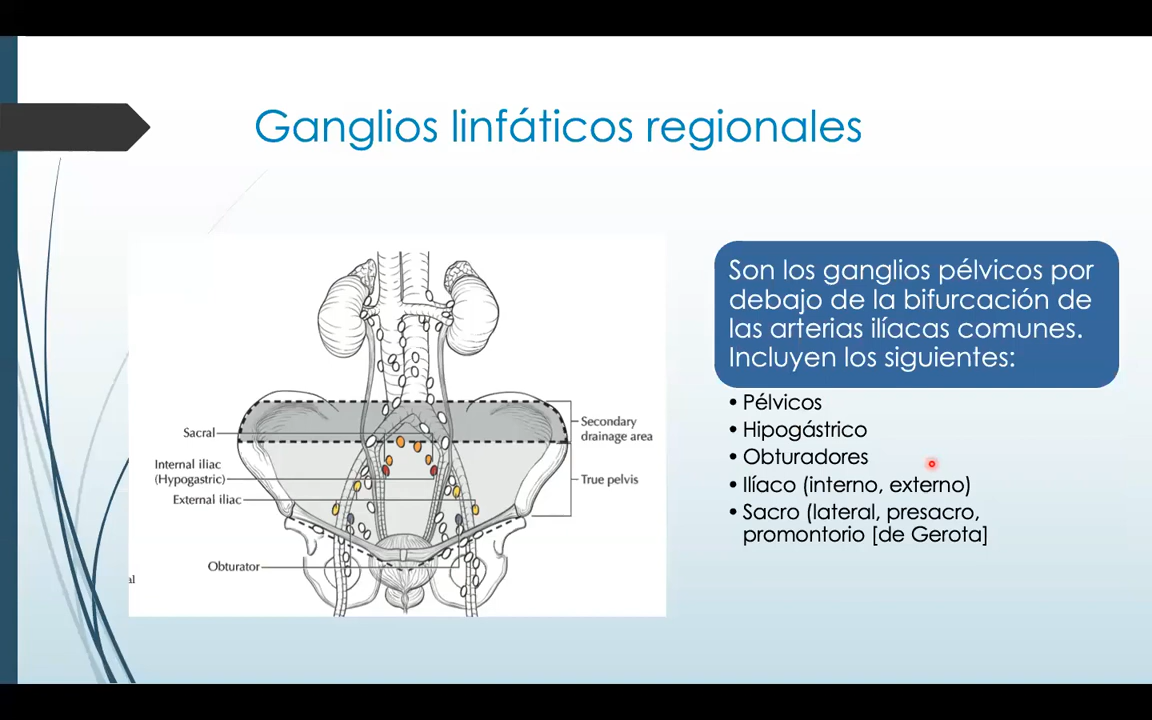 Ganglios linfáticos regionales
Son los ganglios pélvicos por
debajo de la bifurcación de
las arterias ilíacas comunes.
Incluyen los siguientes:
• Pélvicos
• Hipogástrico
• Obturadores
• Ilíaco (interno, externo)
• Sacro (lateral, presacro,
promontorio [de Gerota]
Sacral
Internal iliac
(Hypogastric)
External iliac
Obturator
Secondary
drainage area
True pelvis
al